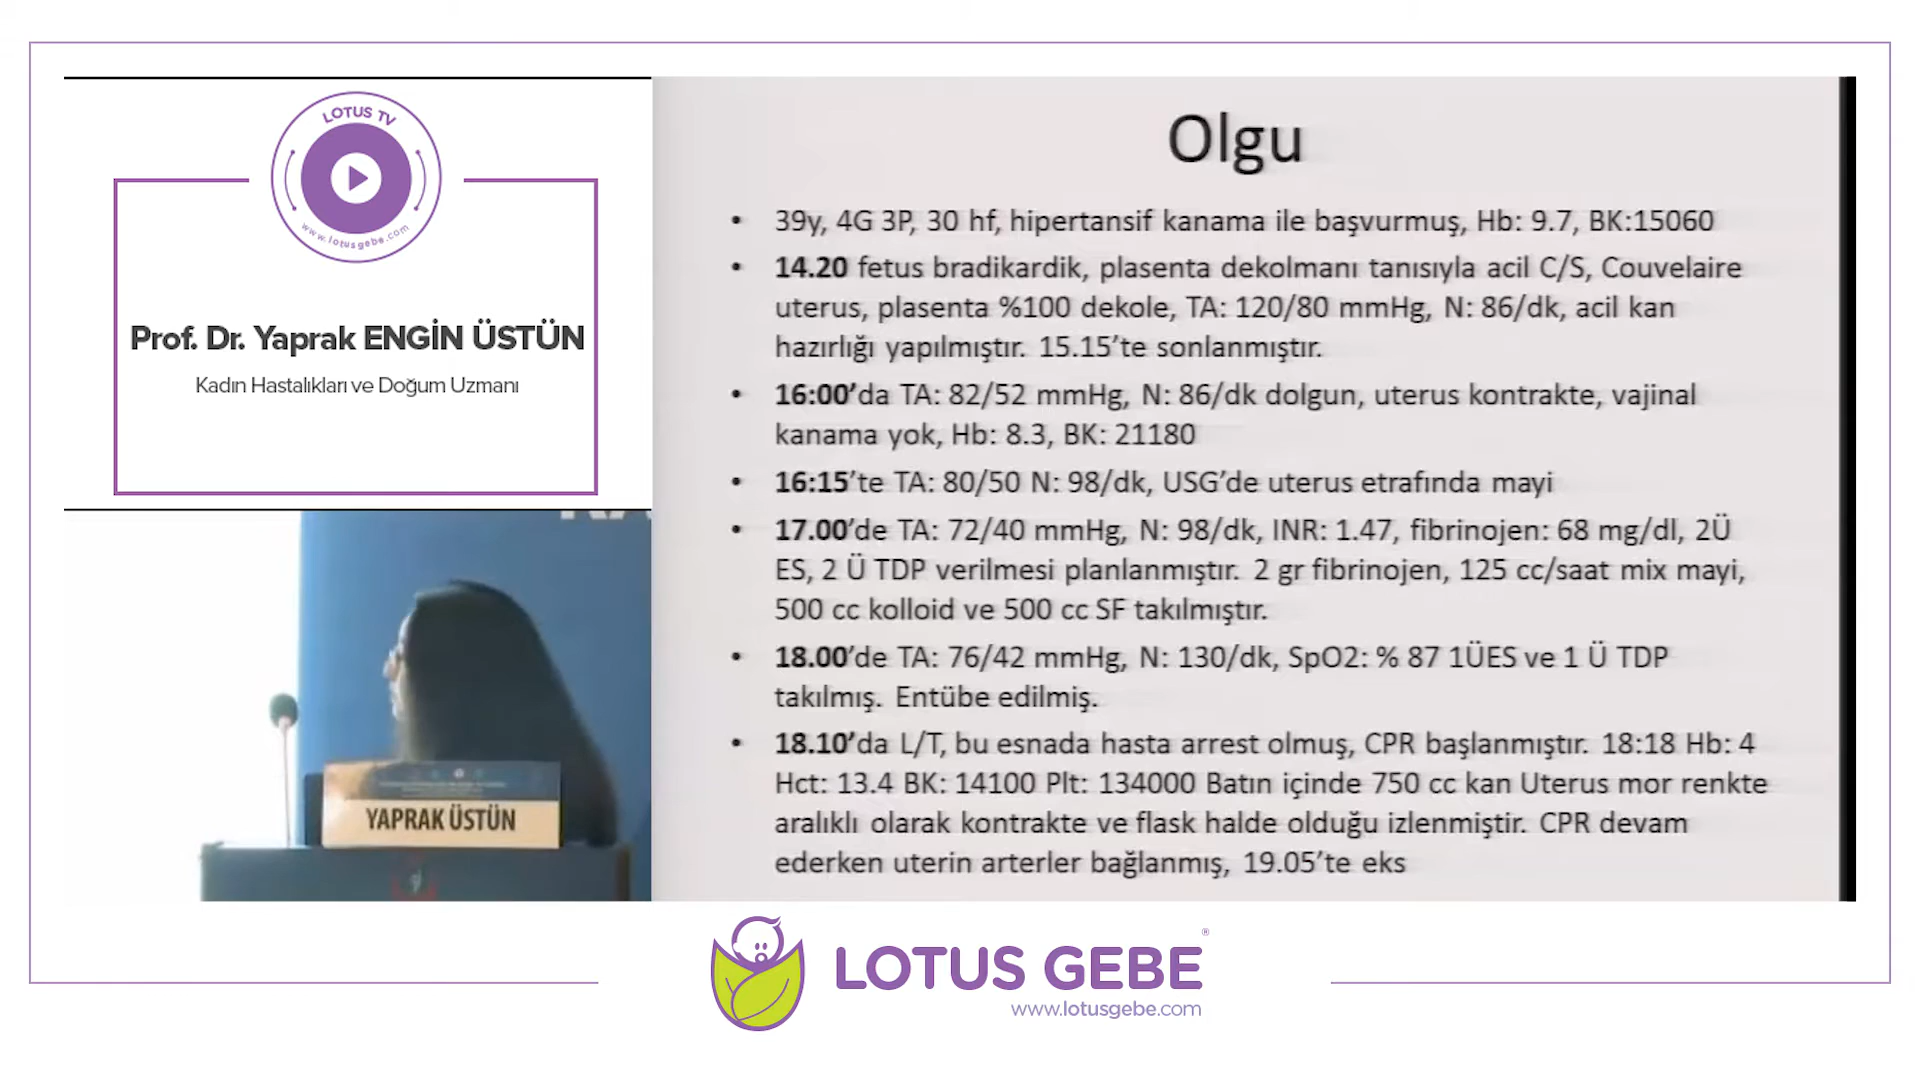 LOTUS TV
www.lotusgebe.com
Prof. Dr. Yaprak ENGİN ÜSTÜN
Kadın Hastalıkları ve Doğum Uzmanı
YAPRAK ÜSTÜN
Olgu
• 39y, 4G 3P, 30 hf, hipertansif kanama ile başvurmuş, Hb: 9.7, BK:15060
• 14.20 fetus bradikardik, plasenta dekolmanı tanısıyla acil C/S, Couvelaire
uterus, plasenta %100 dekole, TA: 120/80 mmHg, N: 86/dk, acil kan
hazırlığı yapılmıştır. 15.15’te sonlanmıştır.
• 16:00’da TA: 82/52 mmHg, N: 86/dk dolgun, uterus kontrakte, vajinal
kanama yok, Hb: 8.3, BK: 21180
• 16:15’te TA: 80/50 N: 98/dk, USG’de uterus etrafında mayi
• 17.00’de TA: 72/40 mmHg, N: 98/dk, INR: 1.47, fibrinojen: 68 mg/dl, 2Ü
ES, 2 Ü TDP verilmesi planlanmıştır. 2 gr fibrinojen, 125 cc/saat mix mayi,
500 cc kolloid ve 500 cc SF takılmıştır.
• 18.00’de TA: 76/42 mmHg, N: 130/dk, SpO2: % 87 1ÜES ve 1 Ü TDP
takılmış. Entübe edilmiş.
• 18.10’da L/T, bu esnada hasta arrest olmuş, CPR başlanmıştır. 18:18 Hb: 4
Hct: 13.4 BK: 14100 Plt: 134000 Batın içinde 750 cc kan Uterus mor renkte
aralıklı olarak kontrakte ve flask halde olduğu izlenmiştir. CPR devam
ederken uterin arterler bağlanmış, 19.05’te eks
LOTUS GEBE®
www.lotusgebe.com